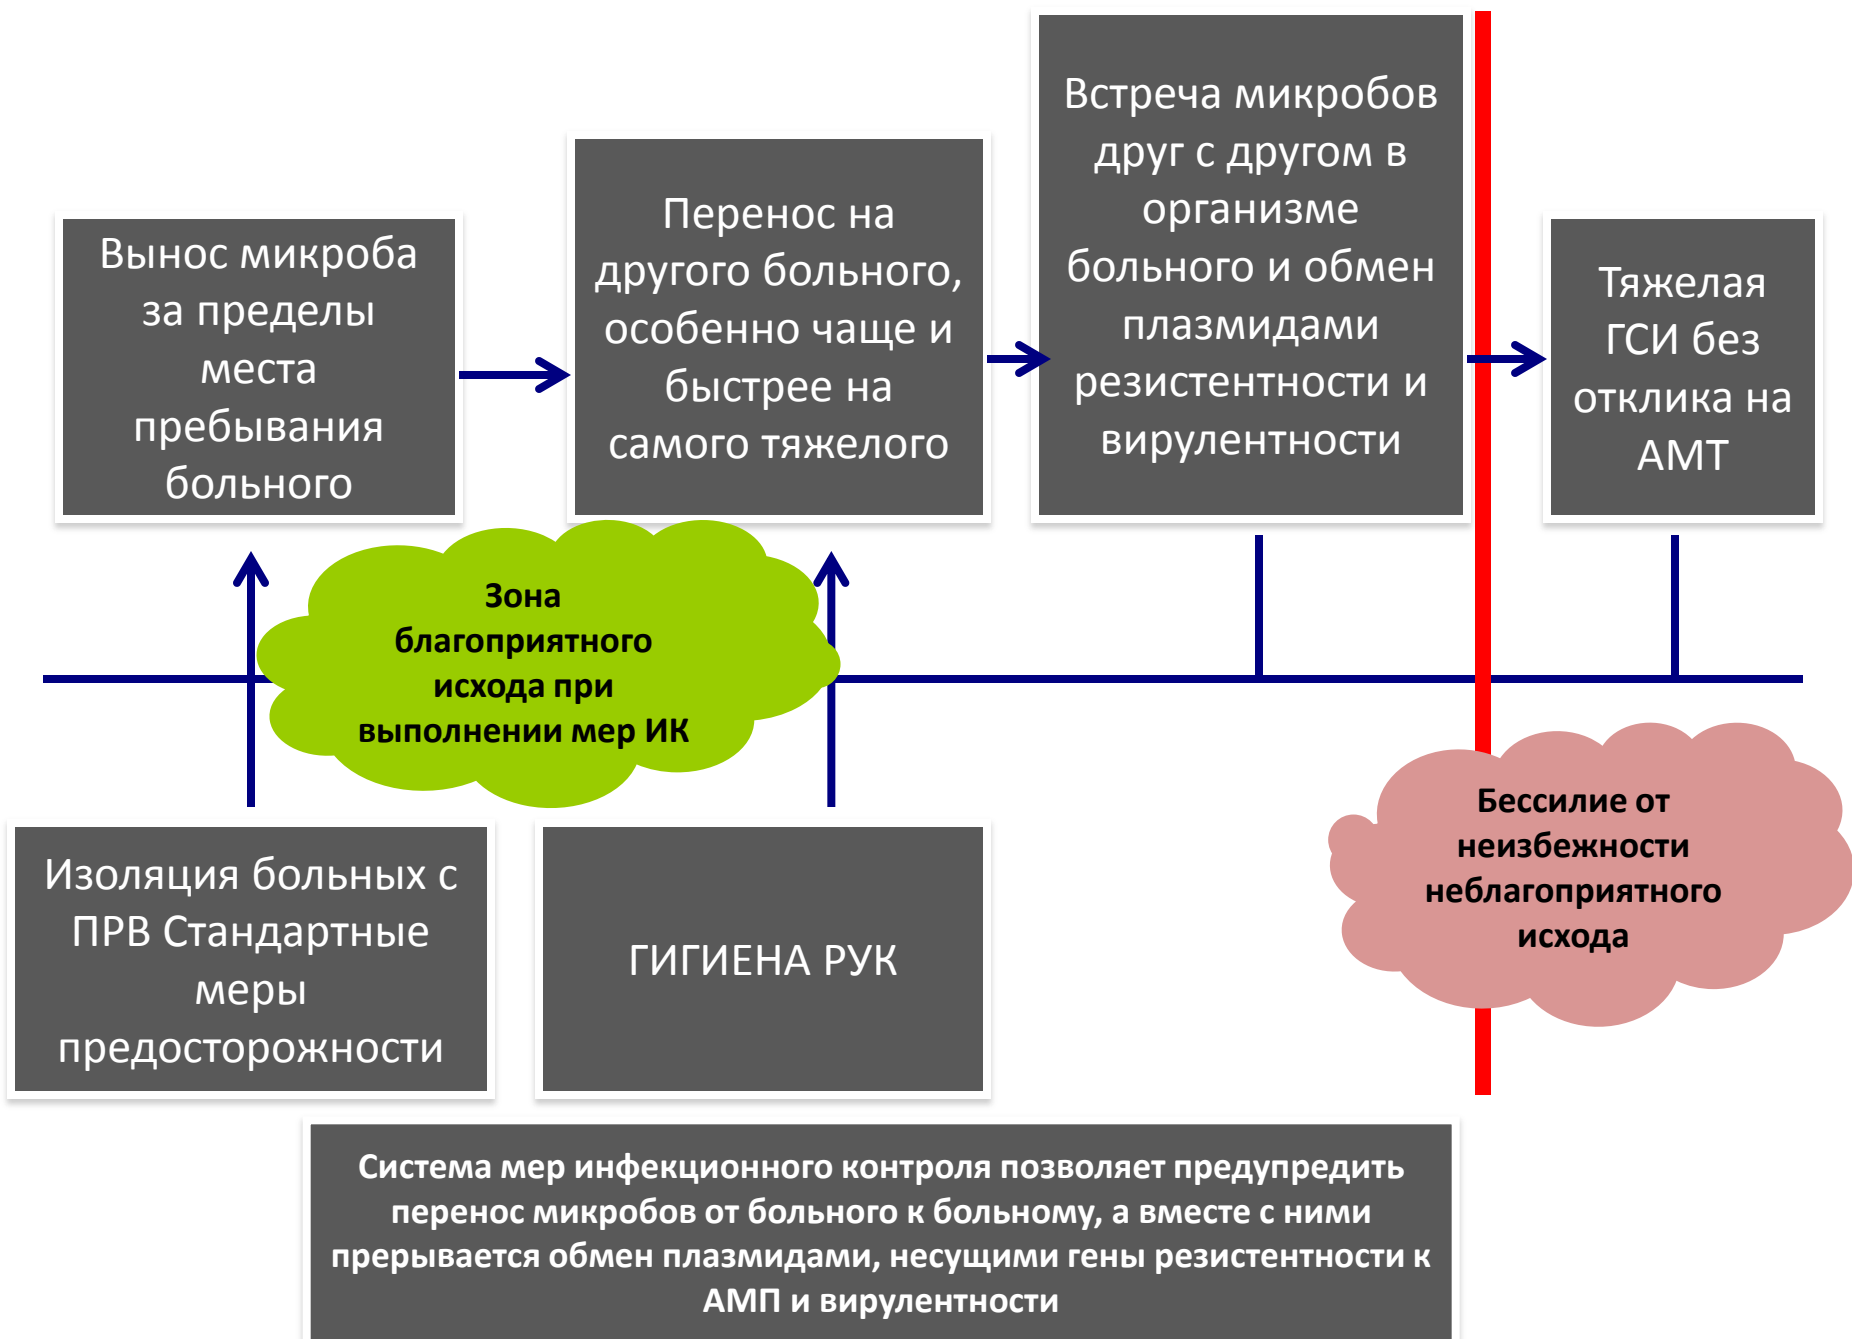 Вынос микроба
за пределы
места
пребывания
больного
Перенос на
другого больного,
особенно чаще и
быстрее на
самого тяжелого
Встреча микробов
друг с другом в
организме
больного и обмен
плазмидами
резистентности и
вирулентности
Тяжелая
ГСИ без
отклика на
АМТ
Зона
благоприятного
исхода при
выполнении мер ИК
Бессилие от
неизбежности
неблагоприятного
исхода
Изоляция больных с
ПРВ Стандартные
меры
предосторожности
ГИГИЕНА РУК
Система мер инфекционного контроля позволяет предупредить
перенос микробов от больного к больному, а вместе с ними
прерывается обмен плазмидами, несущими гены резистентности к
АМП и вирулентности